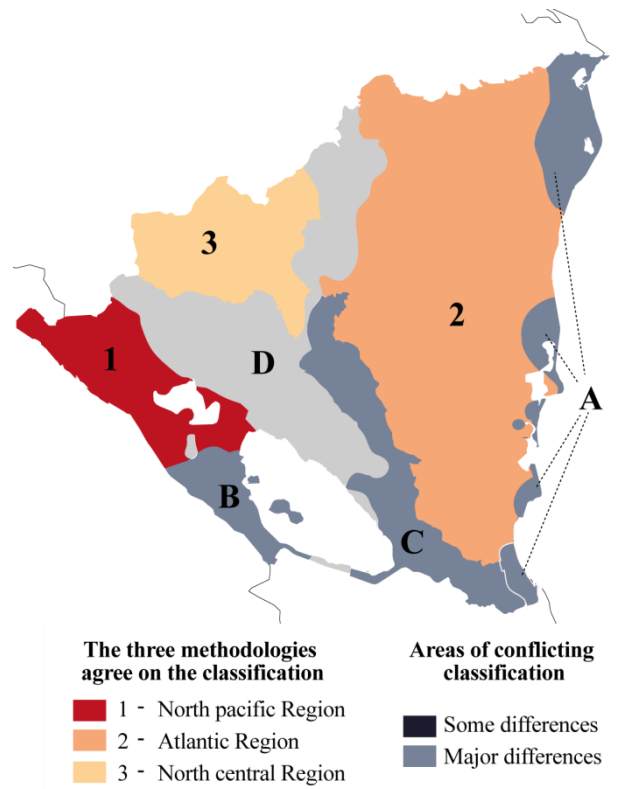 3
2
1
D
A
B
C
The three methodologies
agree on the classification
1 - North pacific Region
2 - Atlantic Region
3 - North central Region
Areas of conflicting
classification
Some differences
Major differences